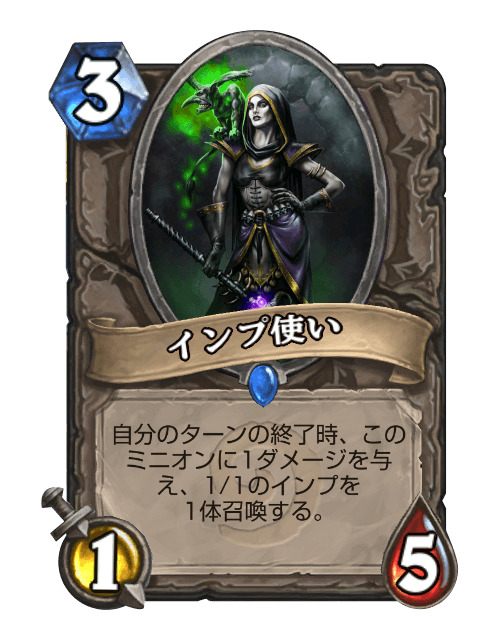 3
インプ使い
自分のターンの終了時、この
ミニオンに1ダメージを与
え、1/1のインプを
1体召喚する。
1
5